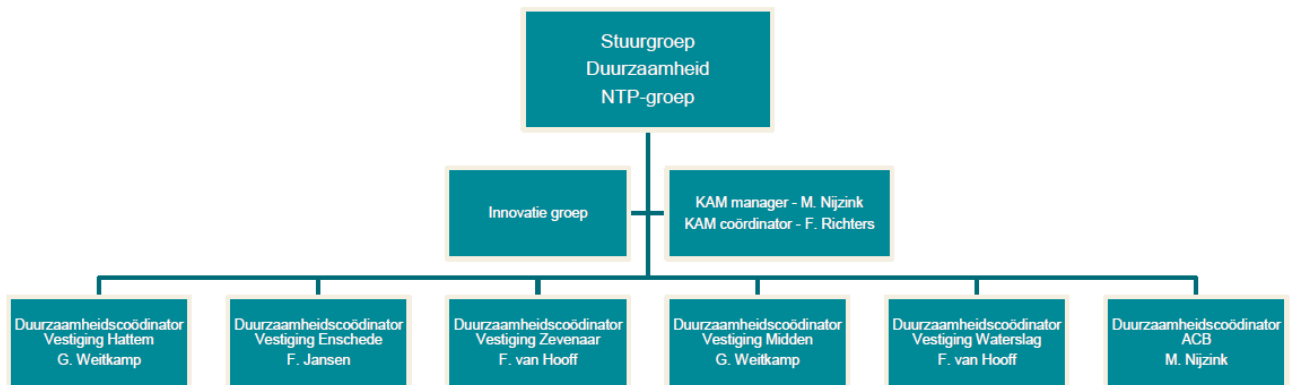 Stuurgroep
Duurzaamheid
NTP-groep
Innovatie groep
KAM manager - M. Nijzink
KAM coördinator - F. Richters
Duurzaamheidscoödinator
Vestiging Hattem
G. Weitkamp
Duurzaamheidscoödinator
Vestiging Enschede
F. Jansen
Duurzaamheidscoödinator
Vestiging Zevenaar
F. van Hooff
Duurzaamheidscoödinator
Vestiging Midden
G. Weitkamp
Duurzaamheidscoödinator
Vestiging Waterslag
F. van Hooff
Duurzaamheidscoödinator
ACB
M. Nijzink